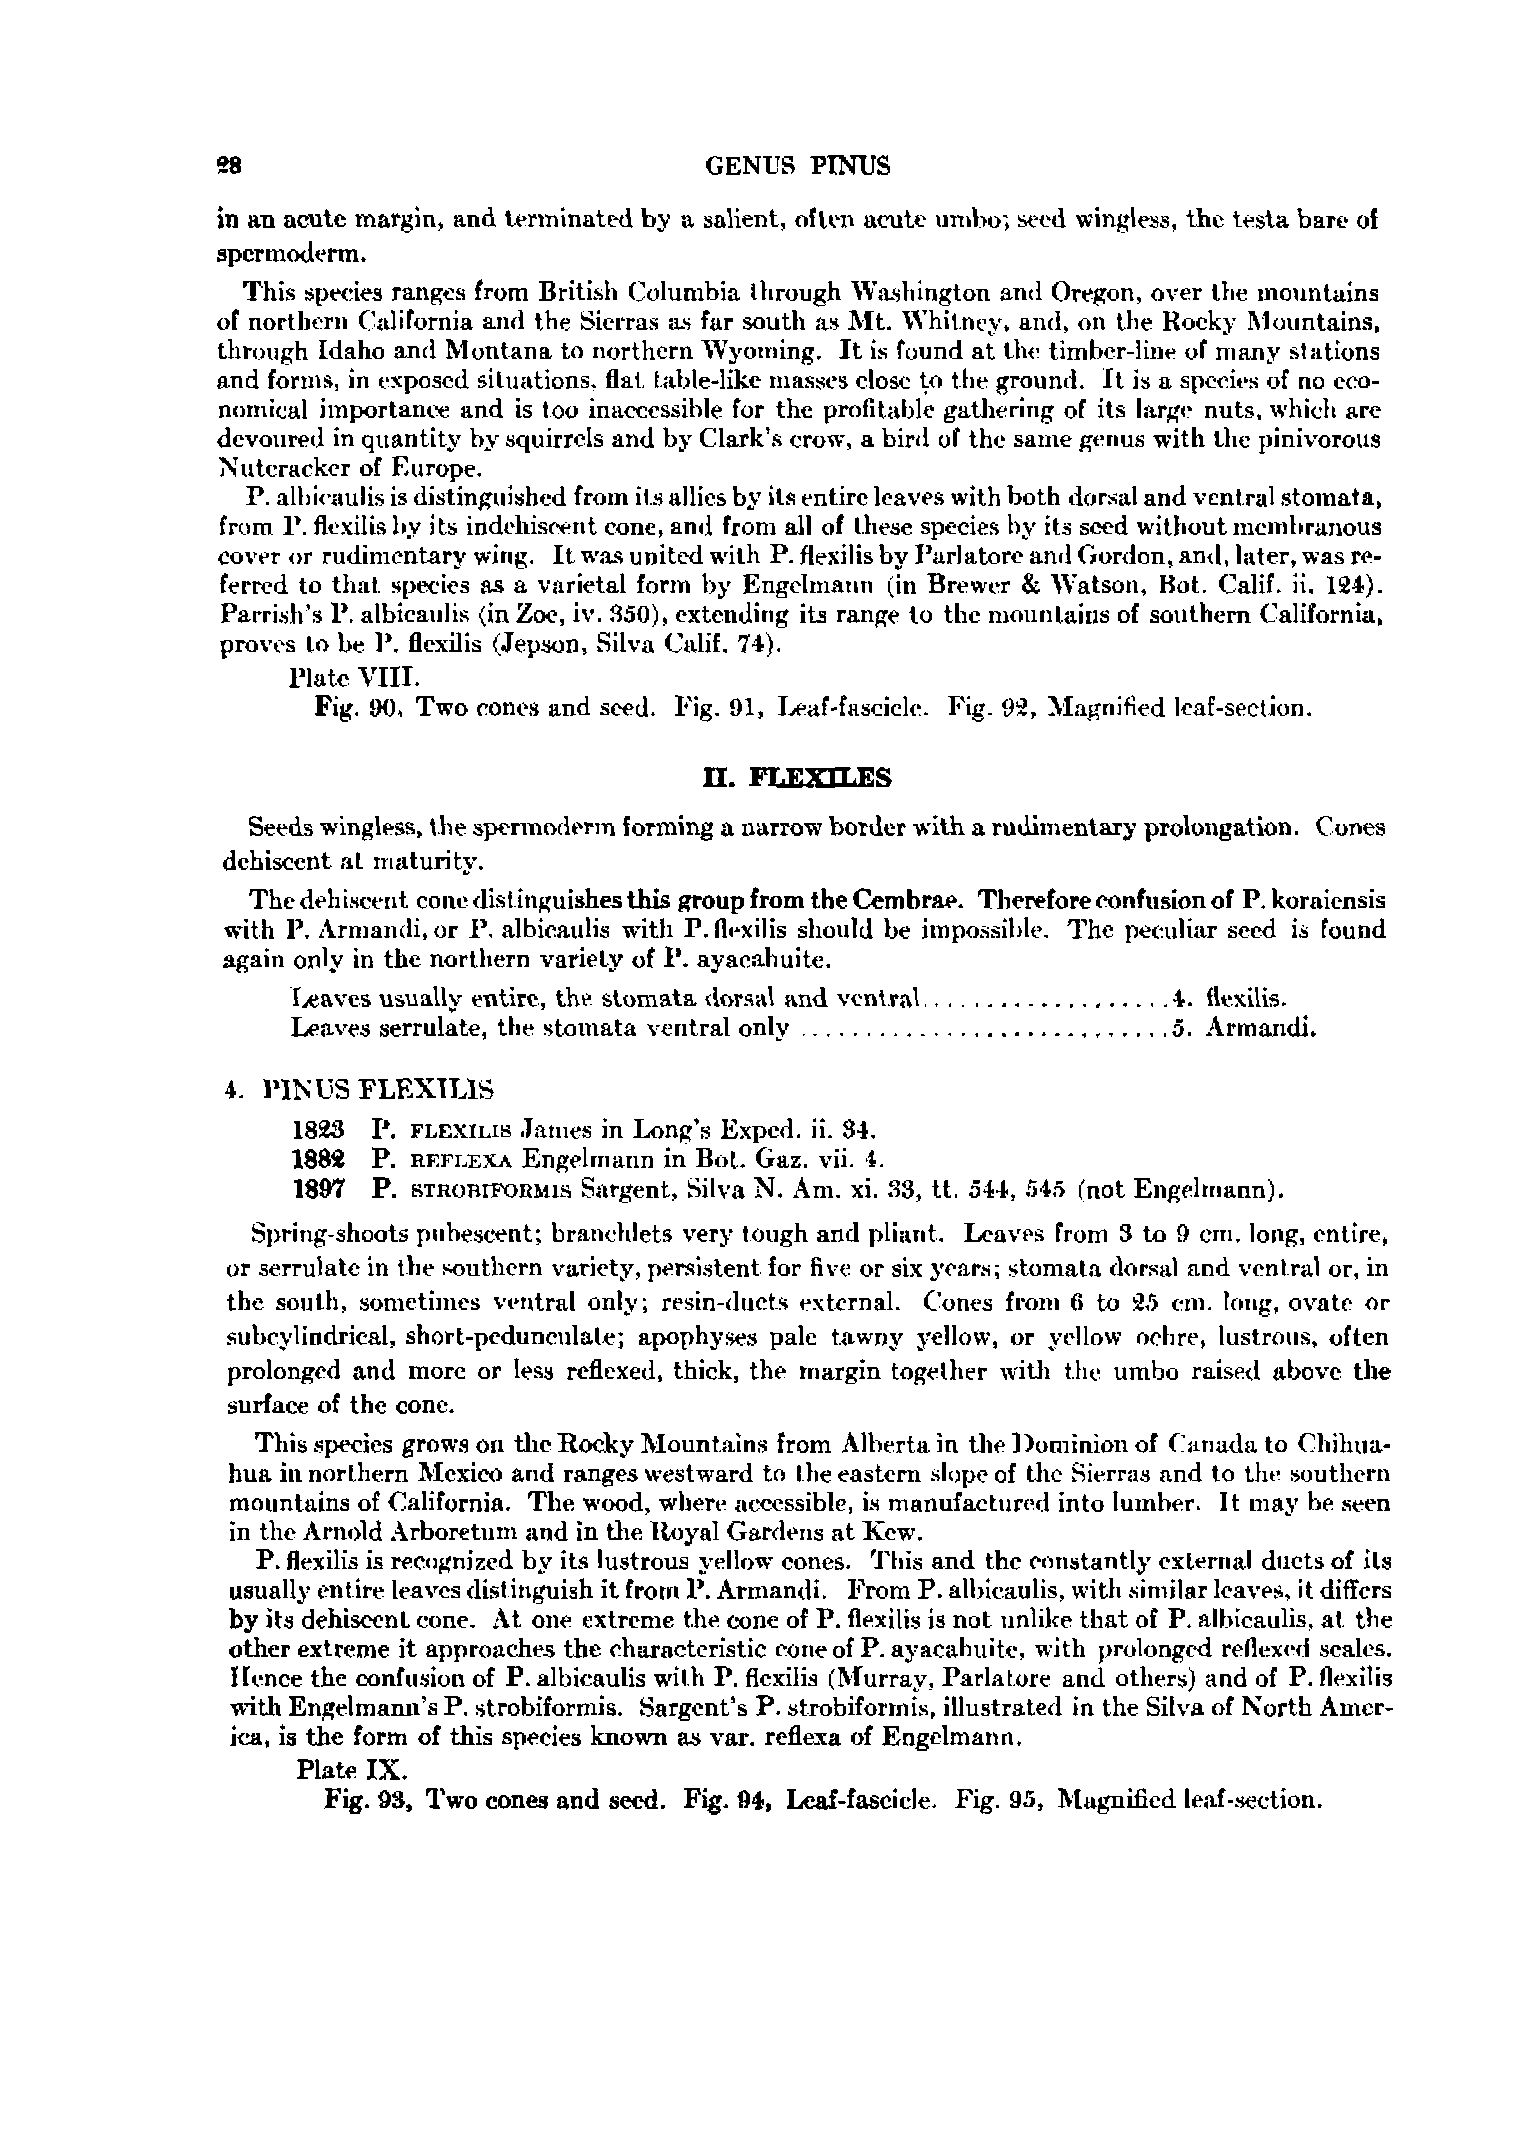 28 GENUS PINUS
in an acute margin, and terminated by a salient, often acute umbo; seed wingless, the testa bare of
spermoderm.
This species ranges from British Columbia through Washington and Oregon, over the mountains
of northern California and the Sierras as far south as Mt. Whitney, and, on the Rocky Mountains,
through Idaho and Montana to northern Wyoming. It is found at the timber-line of many stations
and forms, in exposed situations, flat table-like masses close to the ground. It is a species of no eco-
nomical importance and is too inaccessible for the profitable gathering of its large nuts, which are
devoured in quantity by squirrels and by Clark's crow, a bird of the same genus with the pinivorous
Nutcracker of Europe.
P. albicaulis is distinguished from its allies by its entire leaves with both dorsal and ventral stomata,
from P. flexilis by its indehiscent cone, and from all of these species by its seed without membranous
cover or rudimentary wing. It was united with P. flexilis by Parlatore and Gordon, and, later, was re-
ferred to that species as a varietal form by Engelmann (in Brewer & Watson, Bot. Calif. ii. 124).
Parrish's P. albicaulis (in Zoe, iv. 350), extending its range to the mountains of southern California,
proves to be P. flexilis (Jepson, Silva Calif. 74).
Plate VIII.
Fig. 90, Two cones and seed. Fig. 91, Leaf-fascicle. Fig. 92, Magnified leaf-section.
II. FLEXILES
Seeds wingless, the spermoderm forming a narrow border with a rudimentary prolongation. Cones
dehiscent at maturity.
The dehiscent cone distinguishes this group from the Cembrae. Therefore confusion of P. koraiensis
with P. Armandi, or P. albicaulis with P. flexilis should be impossible. The peculiar seed is found
again only in the northern variety of P. ayacahuite.
Leaves usually entire, the stomata dorsal and ventral...................4. flexilis.
Leaves serrulate, the stomata ventral only ............................5. Armandi.
4. PINUS FLEXILIS
1823 P. FLEXILIS James in Long's Exped. ii. 34.
1882 P. REFLEXA Engelmann in Bot. Gaz. vii. 4.
1897 P. STROBIFORMIS Sargent, Silva N. Am. xi. 33, tt. 544, 545 (not Engelmann).
Spring-shoots pubescent; branchlets very tough and pliant. Leaves from 3 to 9 cm. long, entire,
or serrulate in the southern variety, persistent for five or six years; stomata dorsal and ventral or, in
the south, sometimes ventral only; resin-ducts external. Cones from 6 to 25 cm. long, ovate or
subcylindrical, short-pedunculate; apophyses pale tawny yellow, or yellow ochre, lustrous, often
prolonged and more or less reflexed, thick, the margin together with the umbo raised above the
surface of the cone.
This species grows on the Rocky Mountains from Alberta in the Dominion of Canada to Chihua-
hua in northern Mexico and ranges westward to the eastern slope of the Sierras and to the southern
mountains of California. The wood, where accessible, is manufactured into lumber. It may be seen
in the Arnold Arboretum and in the Royal Gardens at Kew.
P. flexilis is recognized by its lustrous yellow cones. This and the constantly external ducts of its
usually entire leaves distinguish it from P. Armandi. From P. albicaulis, with similar leaves, it differs
by its dehiscent cone. At one extreme the cone of P. flexilis is not unlike that of P. albicaulis, at the
other extreme it approaches the characteristic cone of P. ayacahuite, with prolonged reflexed scales.
Hence the confusion of P. albicaulis with P. flexilis (Murray, Parlatore and others) and of P. flexilis
with Engelmann's P. strobiformis. Sargent's P. strobiformis, illustrated in the Silva of North Amer-
ica, is the form of this species known as var. reflexa of Engelmann.
Plate IX.
Fig. 93, Two cones and seed. Fig. 94, Leaf-fascicle. Fig. 95, Magnified leaf-section.